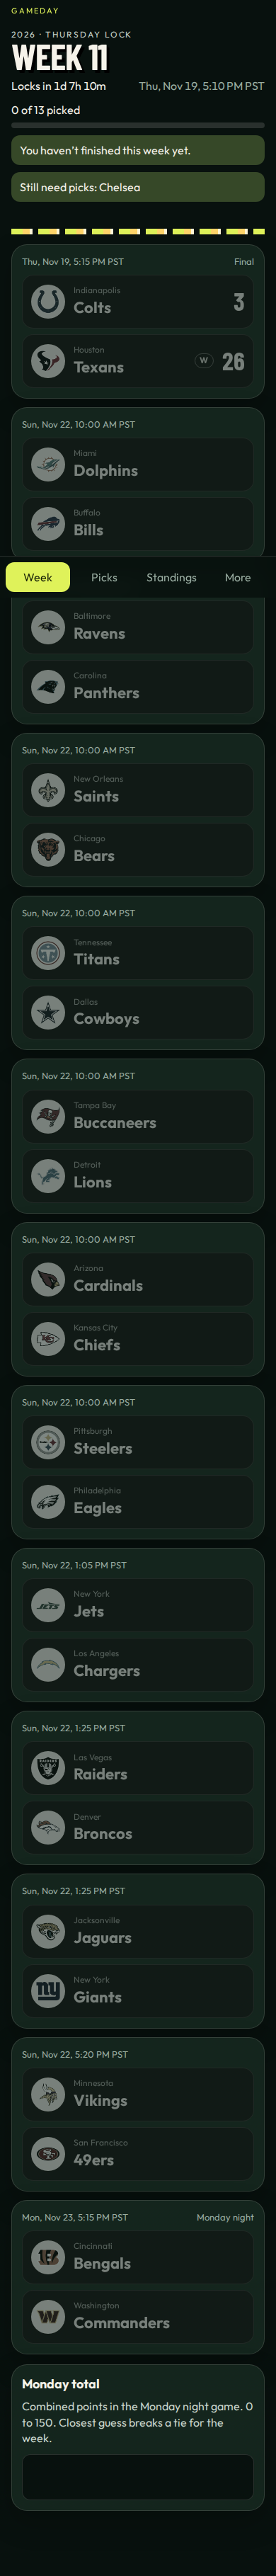 GAMEDAY
2026 · THURSDAY LOCK
WEEK 11
Locks in 1d 7h 10m Thu, Nov 19, 5:10 PM PST
0 of 13 picked
You haven’t finished this week yet.
Still need picks: Chelsea
Thu, Nov 19, 5:15 PM PST Final
Indianapolis
Colts 3
Houston
Texans W 26
Sun, Nov 22, 10:00 AM PST
Miami
Dolphins
Buffalo
Bills
Week Picks Standings More
Baltimore
Ravens
Carolina
Panthers
Sun, Nov 22, 10:00 AM PST
New Orleans
Saints
Chicago
Bears
Sun, Nov 22, 10:00 AM PST
Tennessee
Titans
Dallas
Cowboys
Sun, Nov 22, 10:00 AM PST
Tampa Bay
Buccaneers
Detroit
Lions
Sun, Nov 22, 10:00 AM PST
Arizona
Cardinals
Kansas City
Chiefs
Sun, Nov 22, 10:00 AM PST
Pittsburgh
Steelers
Philadelphia
Eagles
Sun, Nov 22, 1:05 PM PST
New York
JETS
Jets
Los Angeles
Chargers
Sun, Nov 22, 1:25 PM PST
Las Vegas
RAIDERS
Raiders
Denver
Broncos
Sun, Nov 22, 1:25 PM PST
Jacksonville
Jaguars
New York
ny
Giants
Sun, Nov 22, 5:20 PM PST
Minnesota
Vikings
San Francisco
SF
49ers
Mon, Nov 23, 5:15 PM PST Monday night
Cincinnati
B
Bengals
Washington
W
Commanders
Monday total
Combined points in the Monday night game. 0
to 150. Closest guess breaks a tie for the
week.